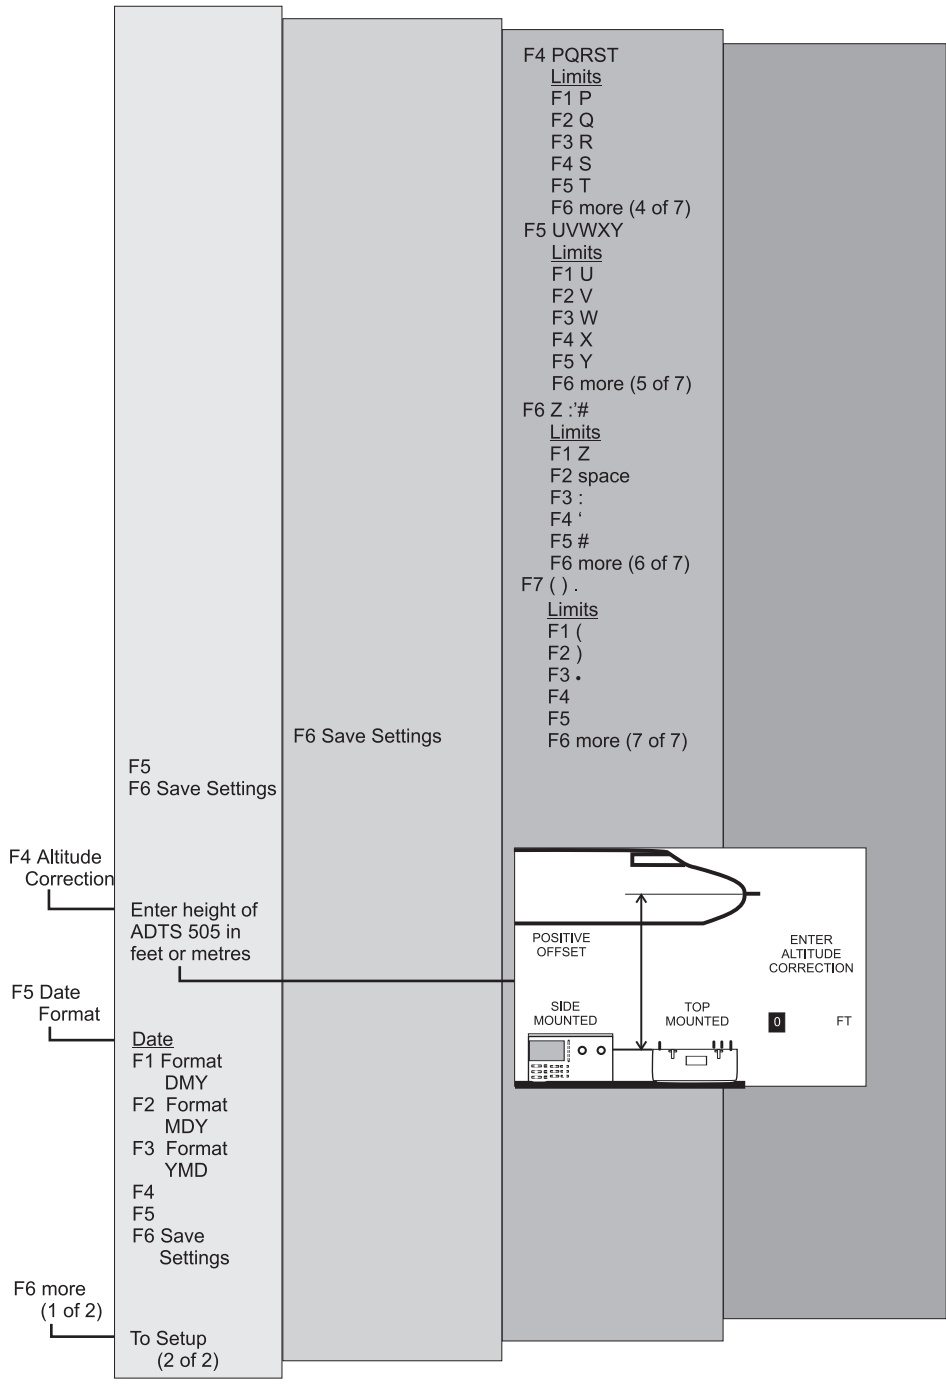 F4 PQRST
Limits
F1 P
F2 Q
F3 R
F4 S
F5 T
F6 more (4 of 7)
F5 UVWXY
Limits
F1 U
F2 V
F3 W
F4 X
F5 Y
F6 more (5 of 7)
F6 Z :'#
Limits
F1 Z
F2 space
F3 :
F4 ‘
F5 #
F6 more (6 of 7)
F7 ( ) .
Limits
F1 (
F2 )
F3 •
F4
F5
F6 more (7 of 7)
F6 Save Settings
F5
F6 Save Settings
F4 Altitude
Correction
Enter height of
ADTS 505 in
feet or metres
POSITIVE
OFFSET
ENTER
ALTITUDE
CORRECTION
SIDE
MOUNTED
TOP
MOUNTED
0 FT
F5 Date
Format
Date
F1 Format
DMY
F2 Format
MDY
F3 Format
YMD
F4
F5
F6 Save
Settings
F6 more
(1 of 2)
To Setup
(2 of 2)